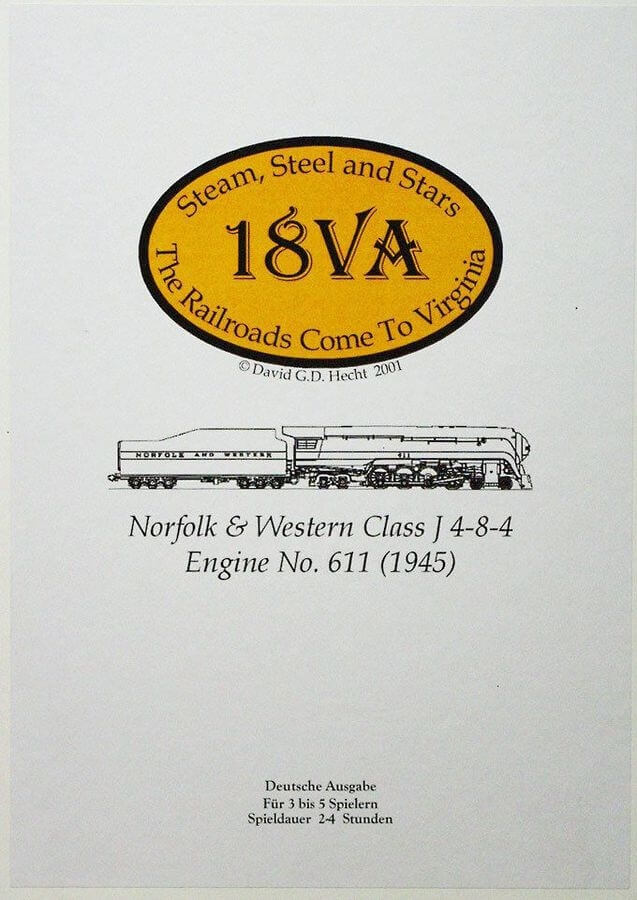 Steam, Steel and Stars
18VA
The Railroads Come To Virginia
© David G.D. Hecht 2001
NORFOLK AND WESTERN
611
Norfolk & Western Class J 4-8-4
Engine No. 611 (1945)
Deutsche Ausgabe
Für 3 bis 5 Spielern
Spieldauer 2-4 Stunden